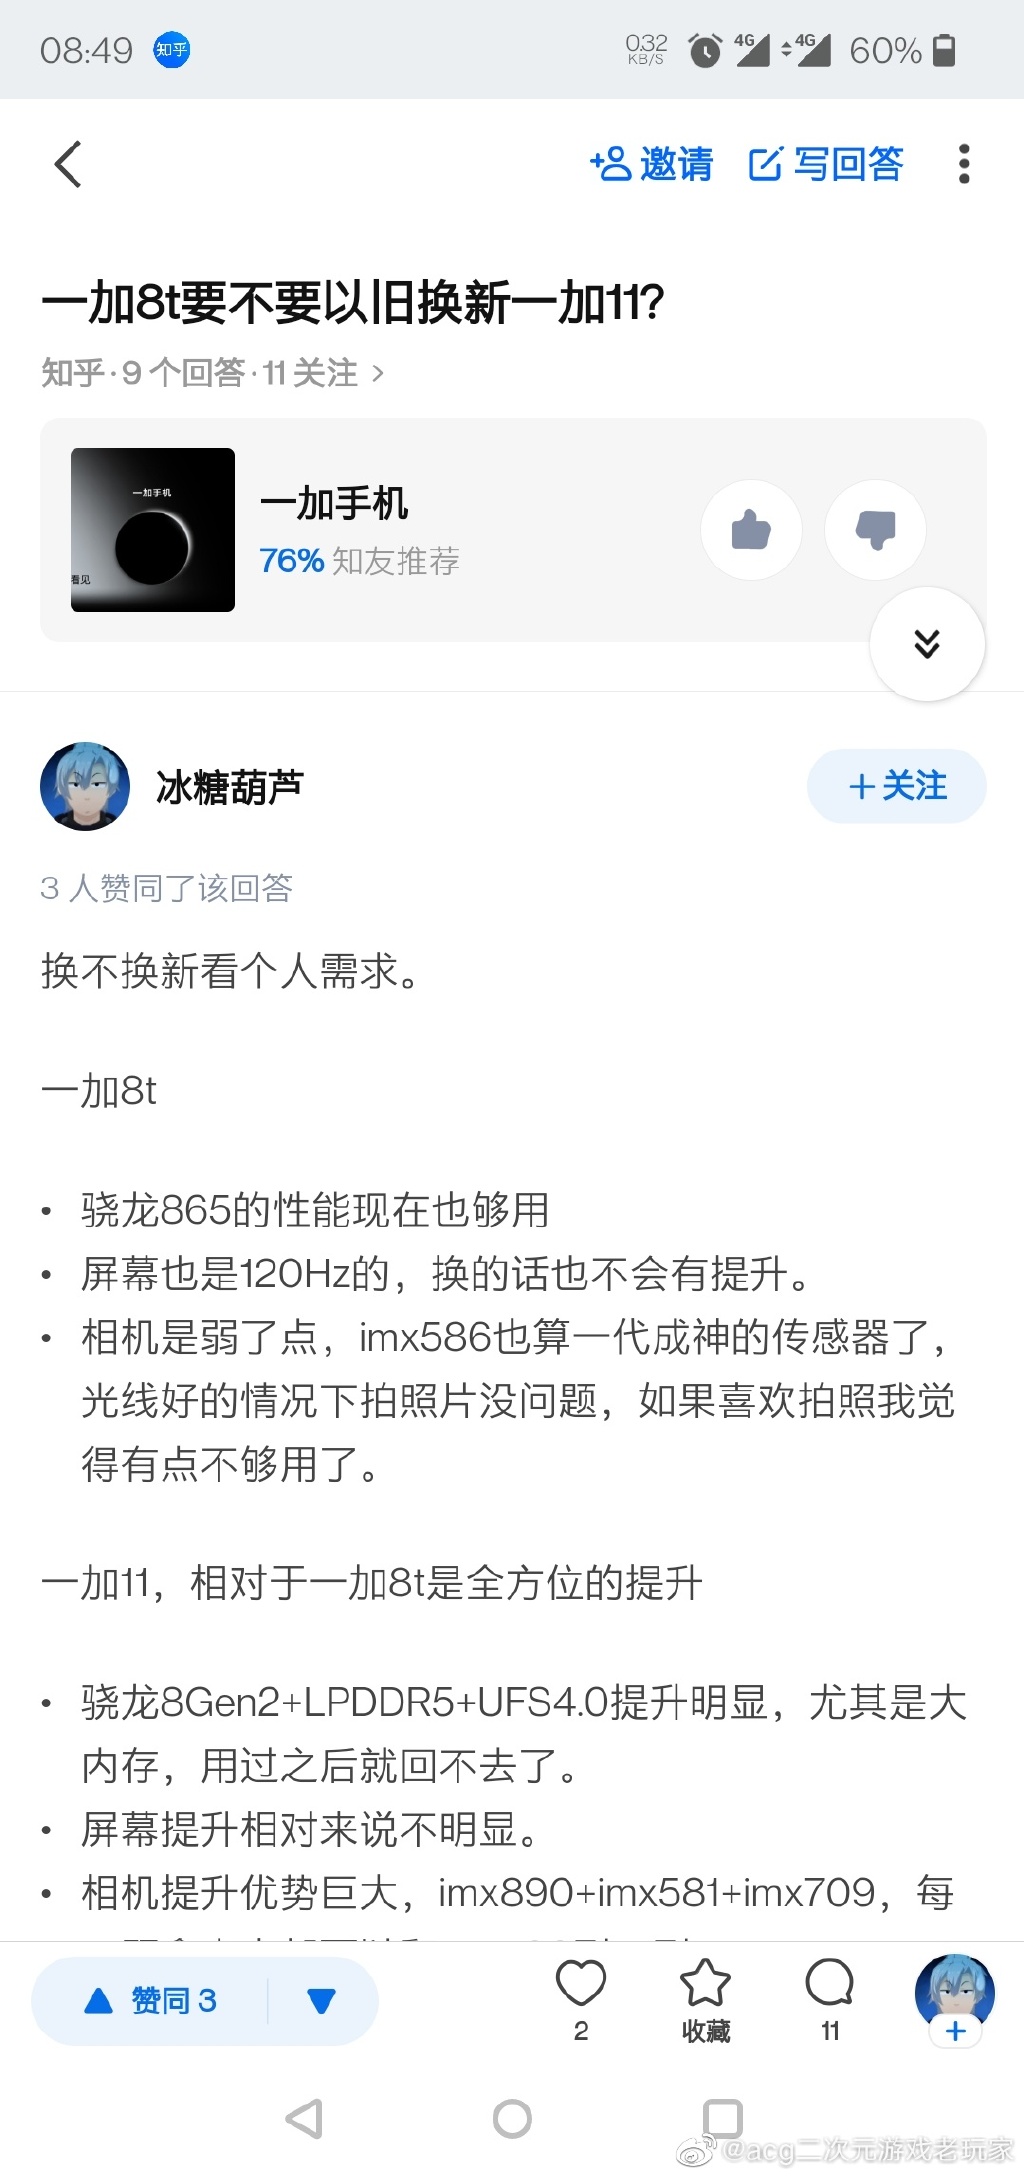 08:49 知乎 0.32 KB/S 4G 4G 60%
邀请 写回答
一加8t要不要以旧换新一加11?
知乎·9 个回答·11 关注 >
一加手机
看见
一加手机
76% 知友推荐
冰糖葫芦
+关注
3 人赞同了该回答
换不换新看个人需求。
一加8t
• 骁龙865的性能现在也够用
• 屏幕也是120Hz的，换的话也不会有提升。
• 相机是弱了点，imx586也算一代成神的传感器了，
光线好的情况下拍照片没问题，如果喜欢拍照我觉
得有点不够用了。
一加11，相对于一加8t是全方位的提升
• 骁龙8Gen2+LPDDR5+UFS4.0提升明显，尤其是大
内存，用过之后就回不去了。
• 屏幕提升相对来说不明显。
• 相机提升优势巨大，imx890+imx581+imx709，每
赞同 3
2
收藏
11
@acg二次元游戏老玩家